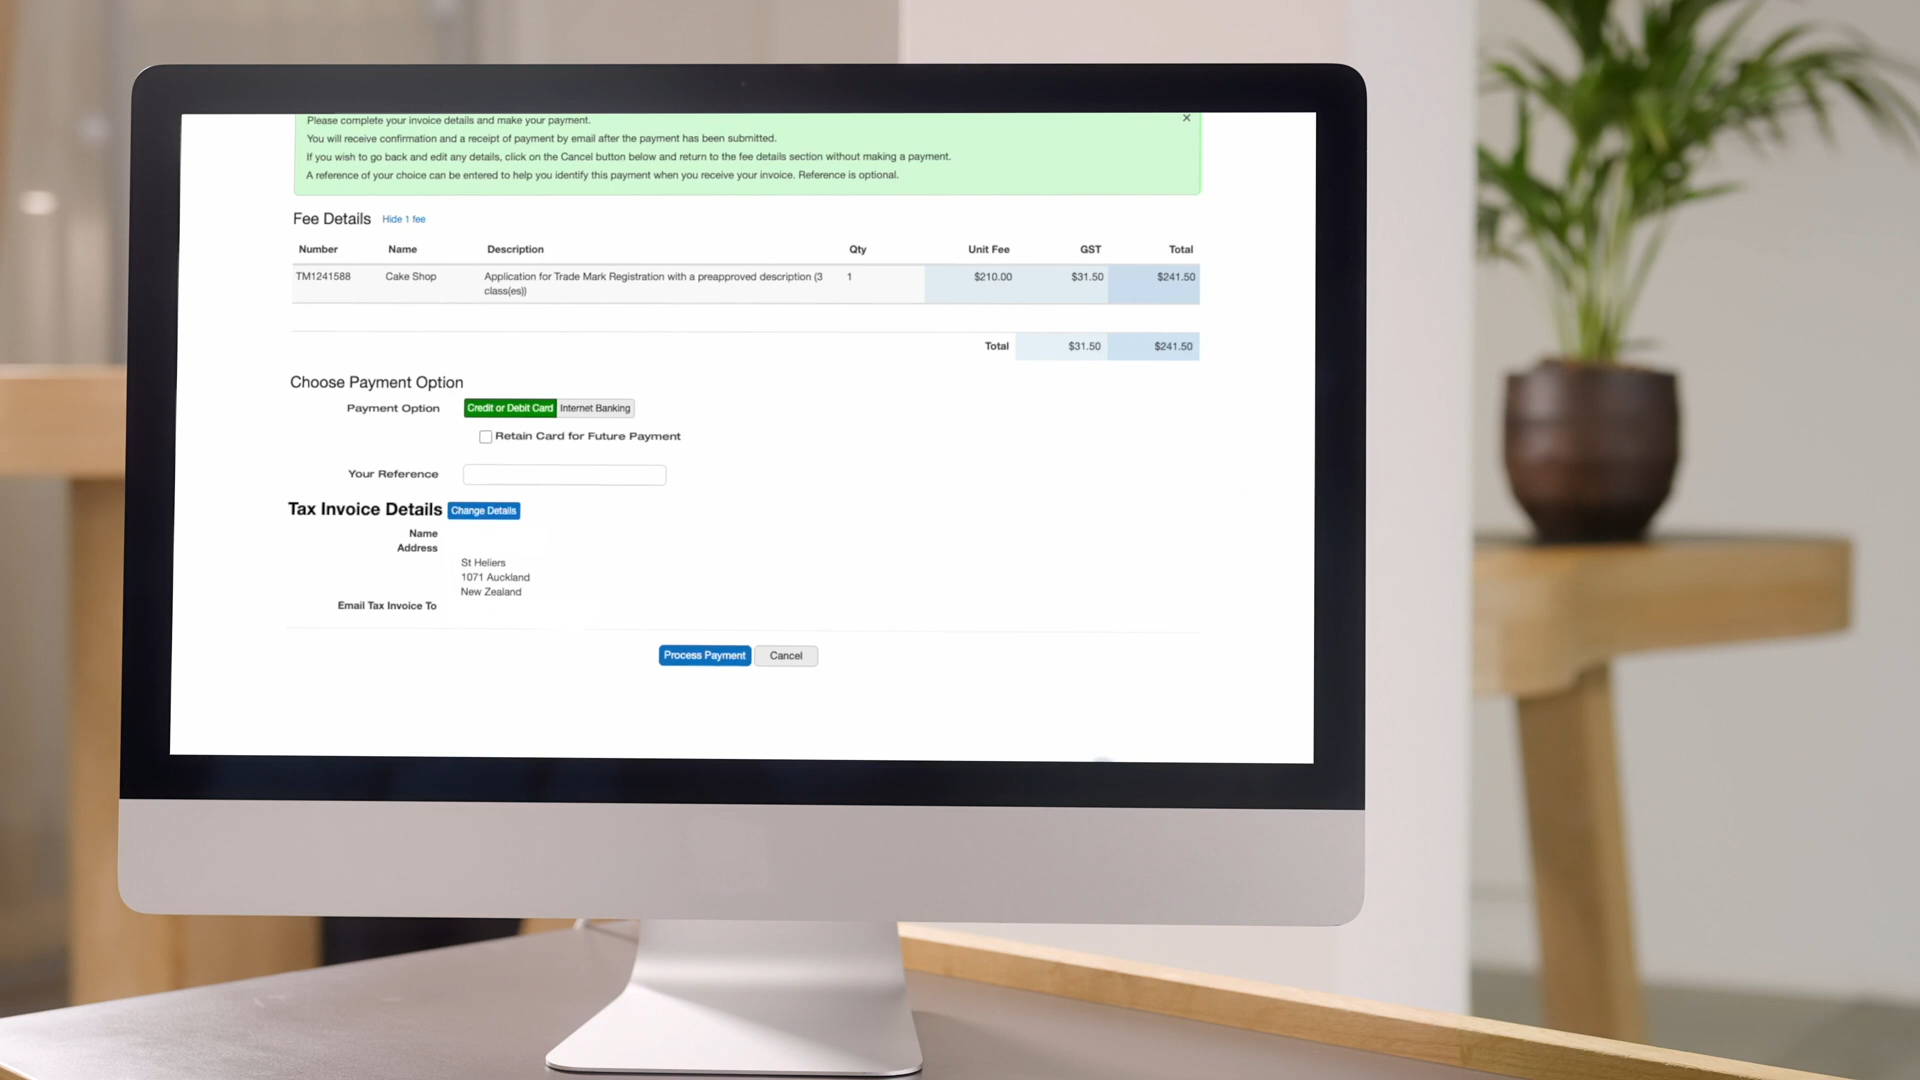 Please complete your invoice details and make your payment.
You will receive confirmation and a receipt of payment by email after the payment has been submitted.
If you wish to go back and edit any details, click on the Cancel button below and return to the fee details section without making a payment.
A reference of your choice can be entered to help you identify this payment when you receive your invoice. Reference is optional.
Fee Details Hide 1 fee
Number Name Description Qty Unit Fee GST Total
TM1241588 Cake Shop Application for Trade Mark Registration with a preapproved description (3 1 $210.00 $31.50 $241.50
class(es))
Total $31.50 $241.50
Choose Payment Option
Payment Option Credit or Debit Card Internet Banking
Retain Card for Future Payment
Your Reference
Tax Invoice Details Change Details
Name
Address
St Heliers
1071 Auckland
New Zealand
Email Tax Invoice To
Process Payment Cancel